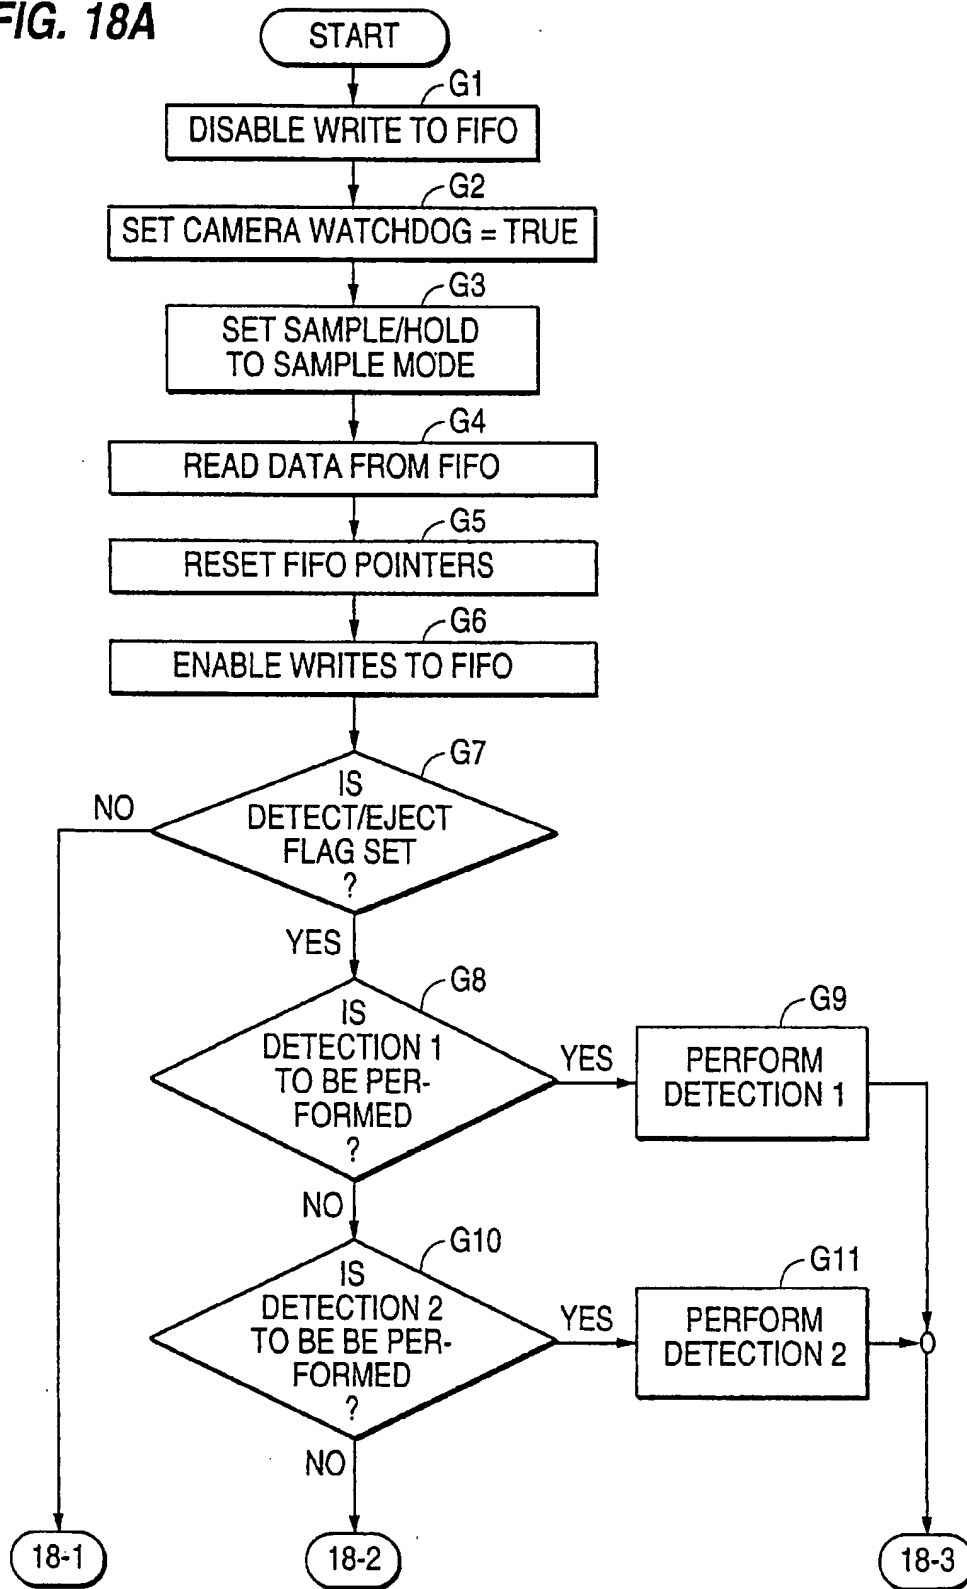 FIG. 18A
START
G1
DISABLE WRITE TO FIFO
G2
SET CAMERA WATCHDOG = TRUE
G3
SET SAMPLE/HOLD
TO SAMPLE MODE
G4
READ DATA FROM FIFO
G5
RESET FIFO POINTERS
G6
ENABLE WRITES TO FIFO
G7
IS
DETECT/EJECT
FLAG SET
?
NO
YES
G8
IS
DETECTION 1
TO BE PER-
FORMED
?
YES
G9
PERFORM
DETECTION 1
NO
G10
IS
DETECTION 2
TO BE BE PER-
FORMED
?
YES
G11
PERFORM
DETECTION 2
NO
18-1
18-2
18-3